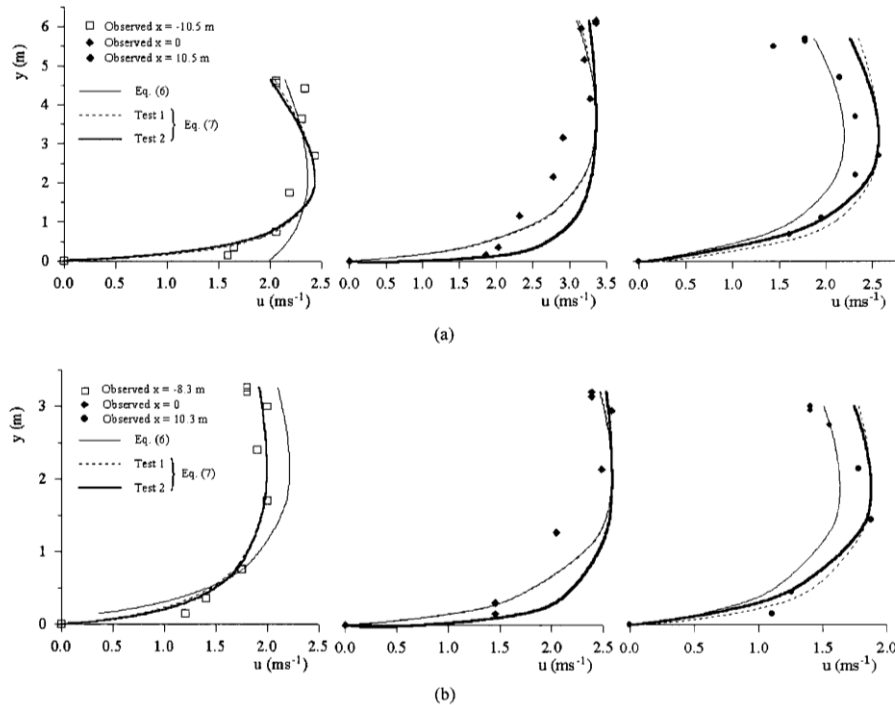 y (m)
6
5
4
3
2
1
0
□ Observed x = -10.5 m
◆ Observed x = 0
● Observed x = 10.5 m
Eq. (6)
Test 1
Test 2
} Eq. (7)
0.0 0.5 1.0 1.5 2.0 2.5
u (ms⁻¹)
0.0 0.5 1.0 1.5 2.0 2.5 3.0 3.5
u (ms⁻¹)
0.0 0.5 1.0 1.5 2.0 2.5
u (ms⁻¹)
(a)
y (m)
3
2
1
0
□ Observed x = -8.3 m
◆ Observed x = 0
● Observed x = 10.3 m
Eq. (6)
Test 1
Test 2
} Eq. (7)
0.0 0.5 1.0 1.5 2.0 2.5
u (ms⁻¹)
0.0 0.5 1.0 1.5 2.0 2.5
u (ms⁻¹)
0.0 0.5 1.0 1.5 2.0
u (ms⁻¹)
(b)